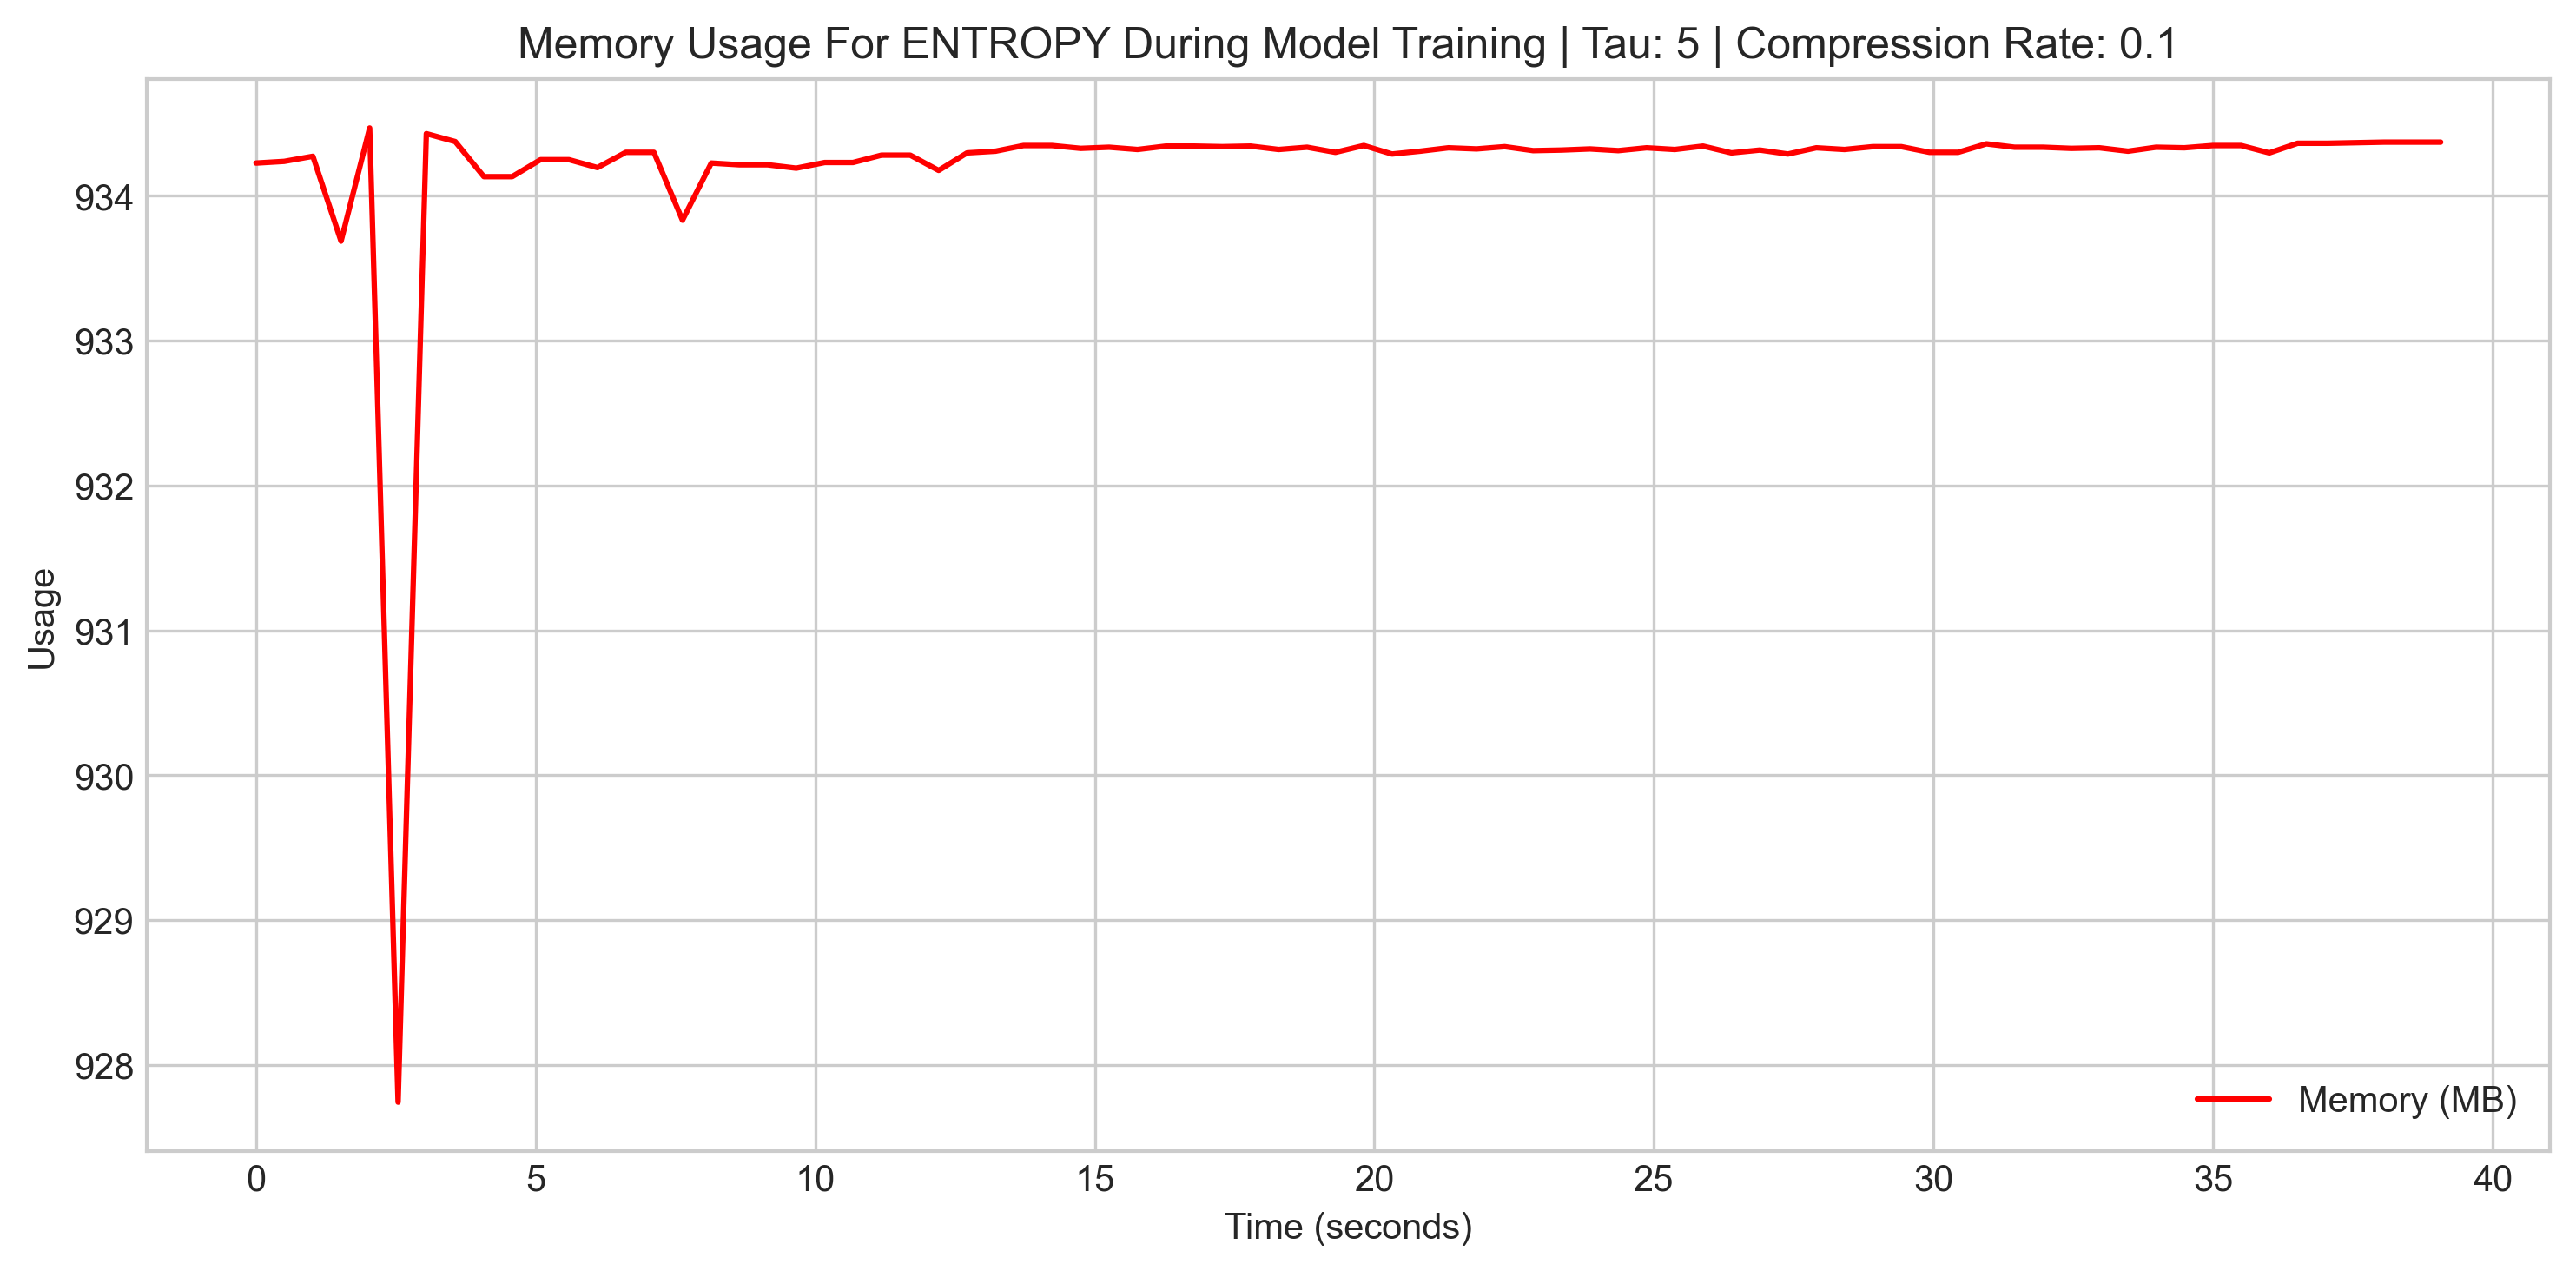 Memory Usage For ENTROPY During Model Training | Tau: 5 | Compression Rate: 0.1
934
933
932
931
930
929
928
Usage
Memory (MB)
0 5 10 15 20 25 30 35 40
Time (seconds)